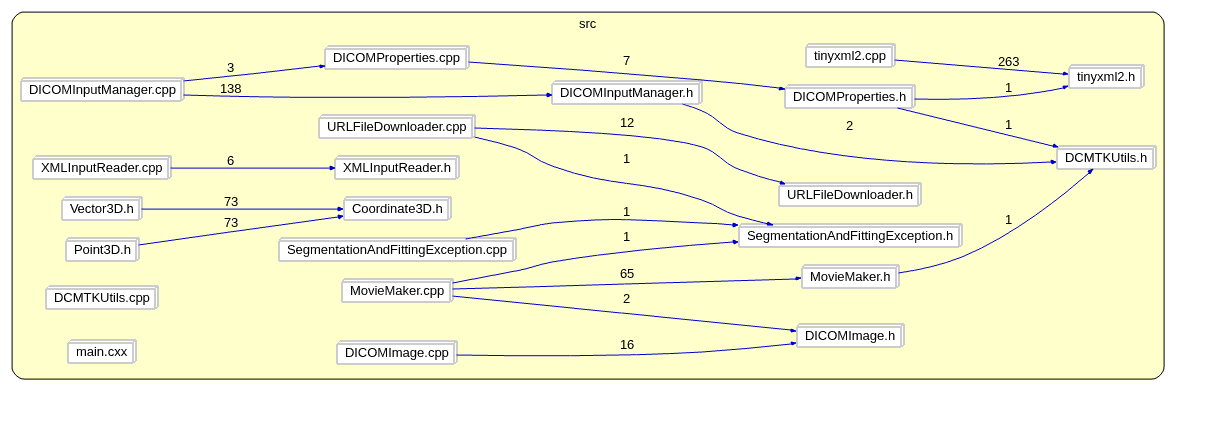 src
DICOMProperties.cpp
tinyxml2.cpp
3
7
263
tinyxml2.h
DICOMInputManager.cpp
138
DICOMInputManager.h
DICOMProperties.h
1
URLFileDownloader.cpp
12
2
1
DCMTKUtils.h
XMLInputReader.cpp
6
XMLInputReader.h
1
URLFileDownloader.h
Vector3D.h
73
Coordinate3D.h
73
1
1
Point3D.h
SegmentationAndFittingException.cpp
1
SegmentationAndFittingException.h
DCMTKUtils.cpp
MovieMaker.cpp
65
MovieMaker.h
2
main.cxx
DICOMImage.cpp
16
DICOMImage.h